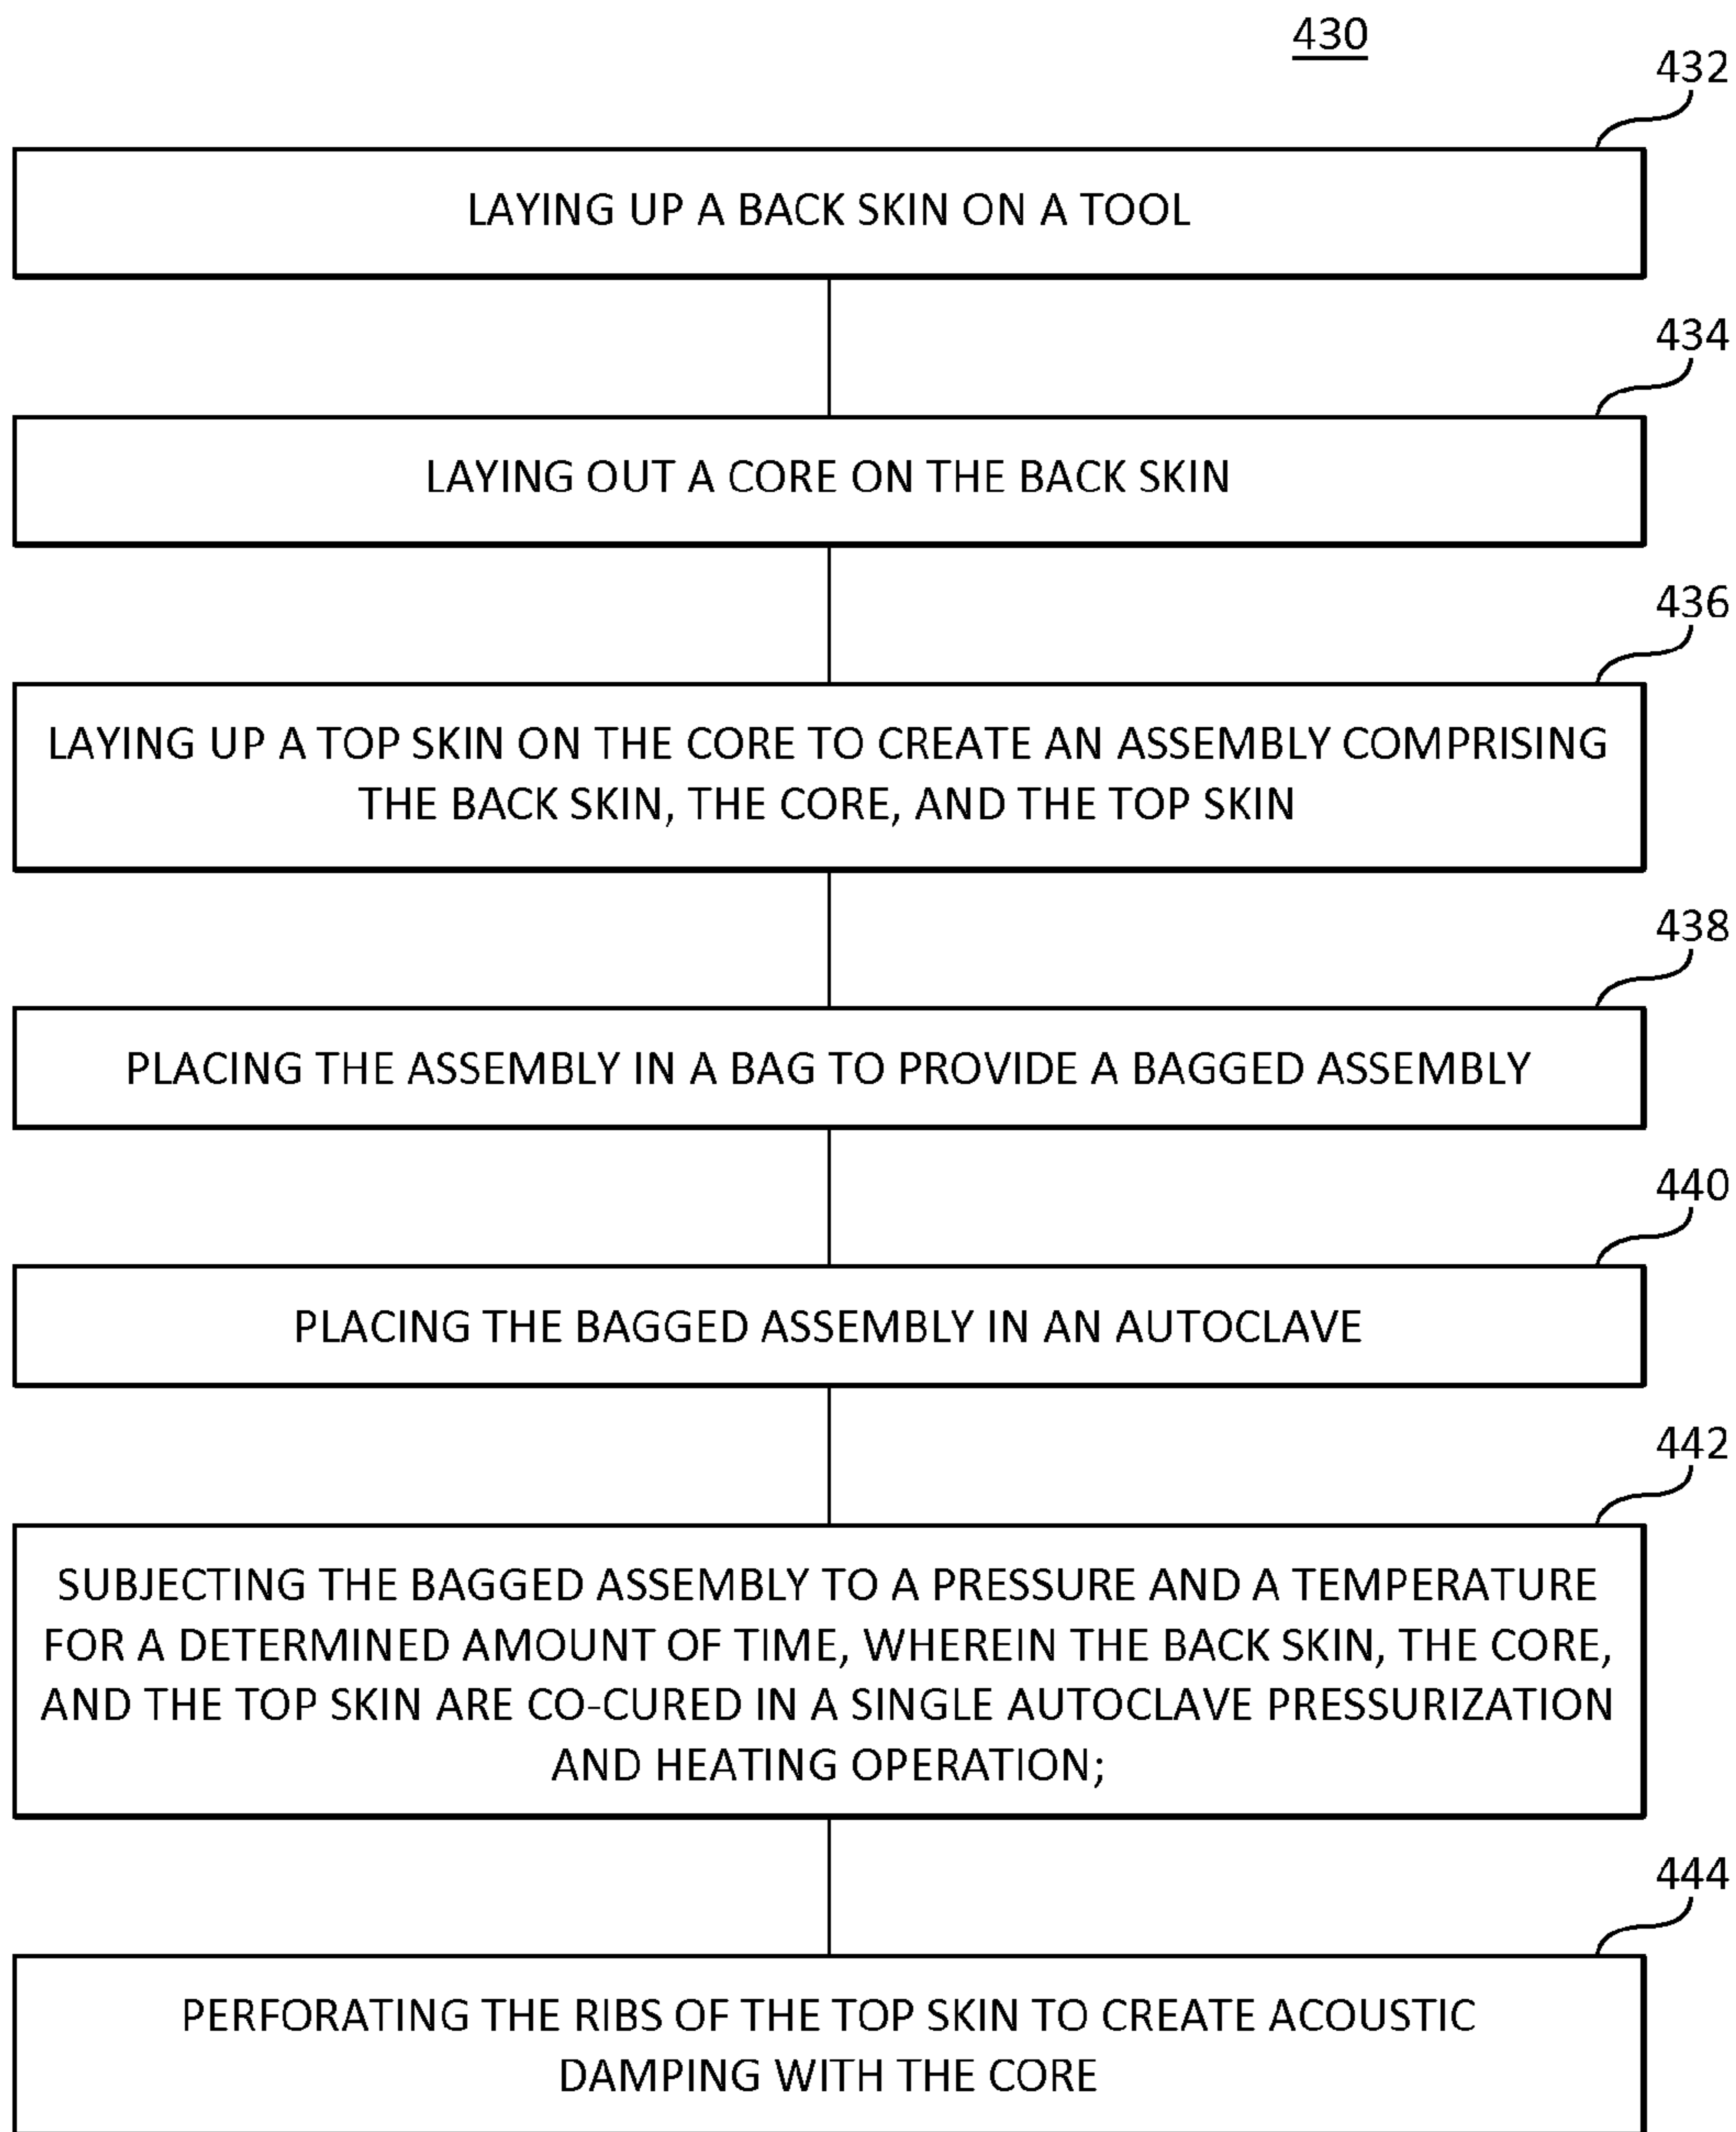 430
432
LAYING UP A BACK SKIN ON A TOOL
434
LAYING OUT A CORE ON THE BACK SKIN
436
LAYING UP A TOP SKIN ON THE CORE TO CREATE AN ASSEMBLY COMPRISING
THE BACK SKIN, THE CORE, AND THE TOP SKIN
438
PLACING THE ASSEMBLY IN A BAG TO PROVIDE A BAGGED ASSEMBLY
440
PLACING THE BAGGED ASSEMBLY IN AN AUTOCLAVE
442
SUBJECTING THE BAGGED ASSEMBLY TO A PRESSURE AND A TEMPERATURE
FOR A DETERMINED AMOUNT OF TIME, WHEREIN THE BACK SKIN, THE CORE,
AND THE TOP SKIN ARE CO-CURED IN A SINGLE AUTOCLAVE PRESSURIZATION
AND HEATING OPERATION;
444
PERFORATING THE RIBS OF THE TOP SKIN TO CREATE ACOUSTIC
DAMPING WITH THE CORE